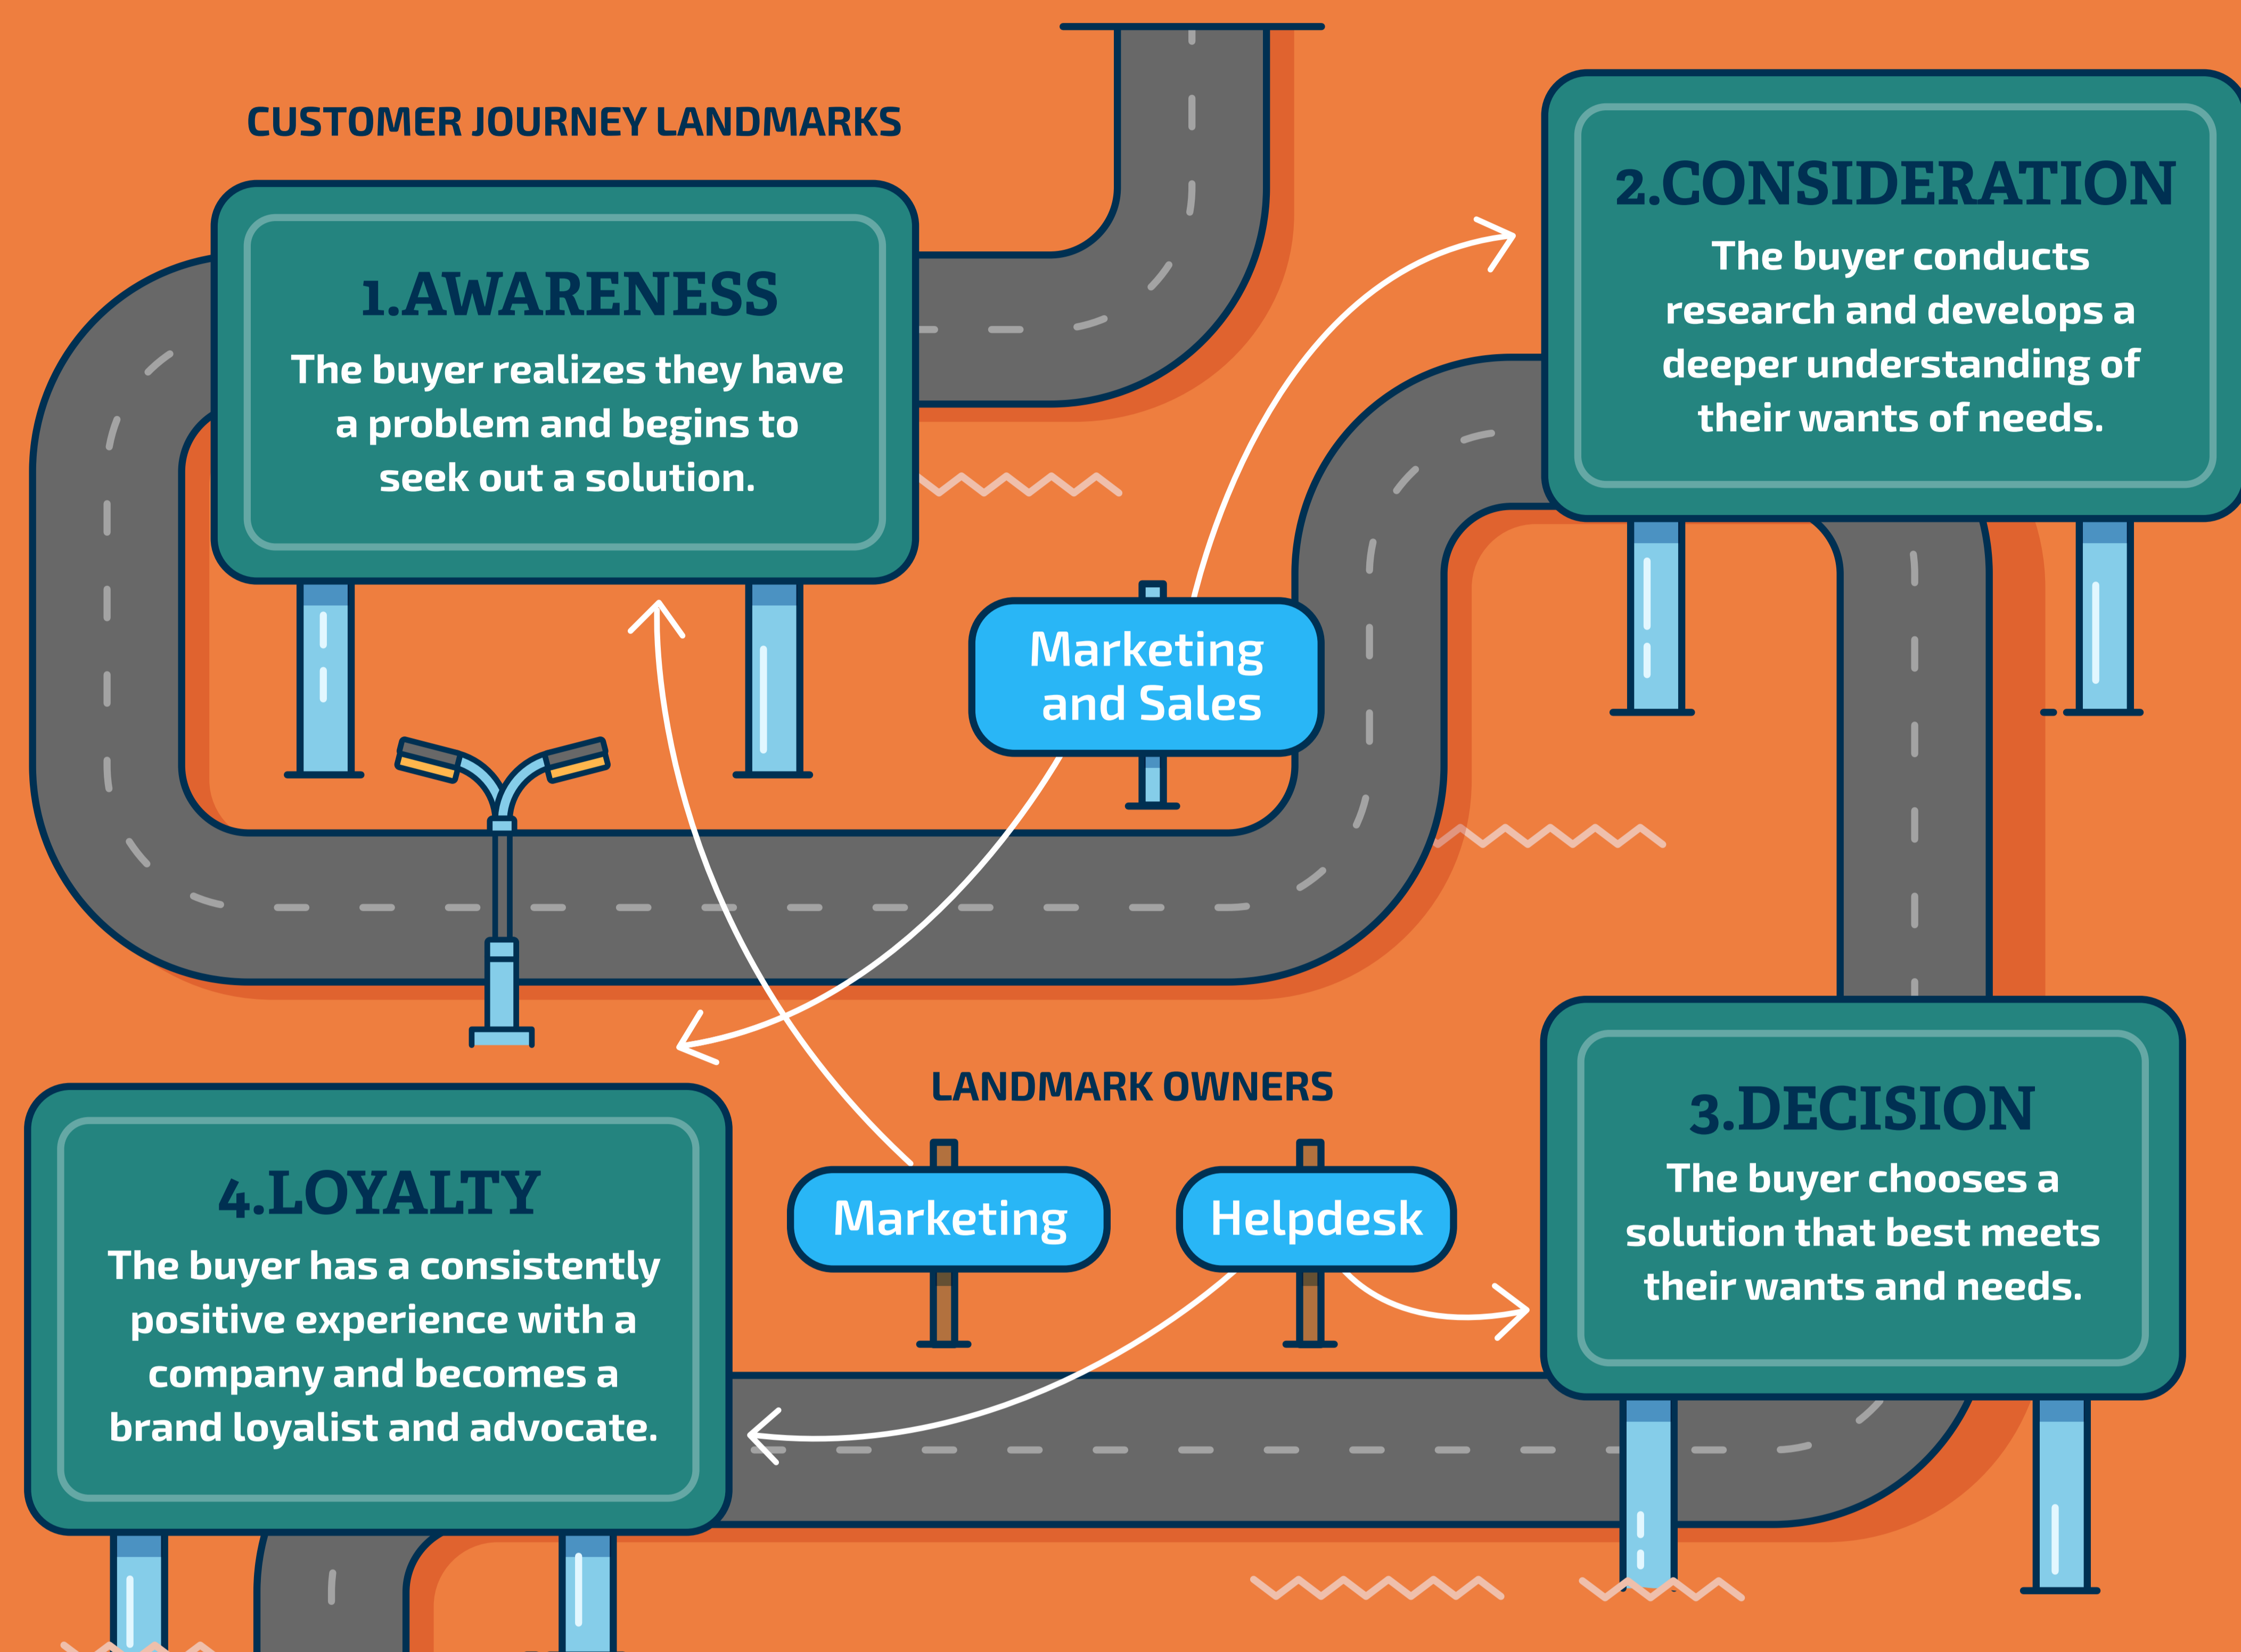 CUSTOMER JOURNEY LANDMARKS
1.AWARENESS
The buyer realizes they have
a problem and begins to
seek out a solution.
2.CONSIDERATION
The buyer conducts
research and develops a
deeper understanding of
their wants of needs.
Marketing
and Sales
LANDMARK OWNERS
Marketing
Helpdesk
3.DECISION
The buyer chooses a
solution that best meets
their wants and needs.
4.LOYALTY
The buyer has a consistently
positive experience with a
company and becomes a
brand loyalist and advocate.